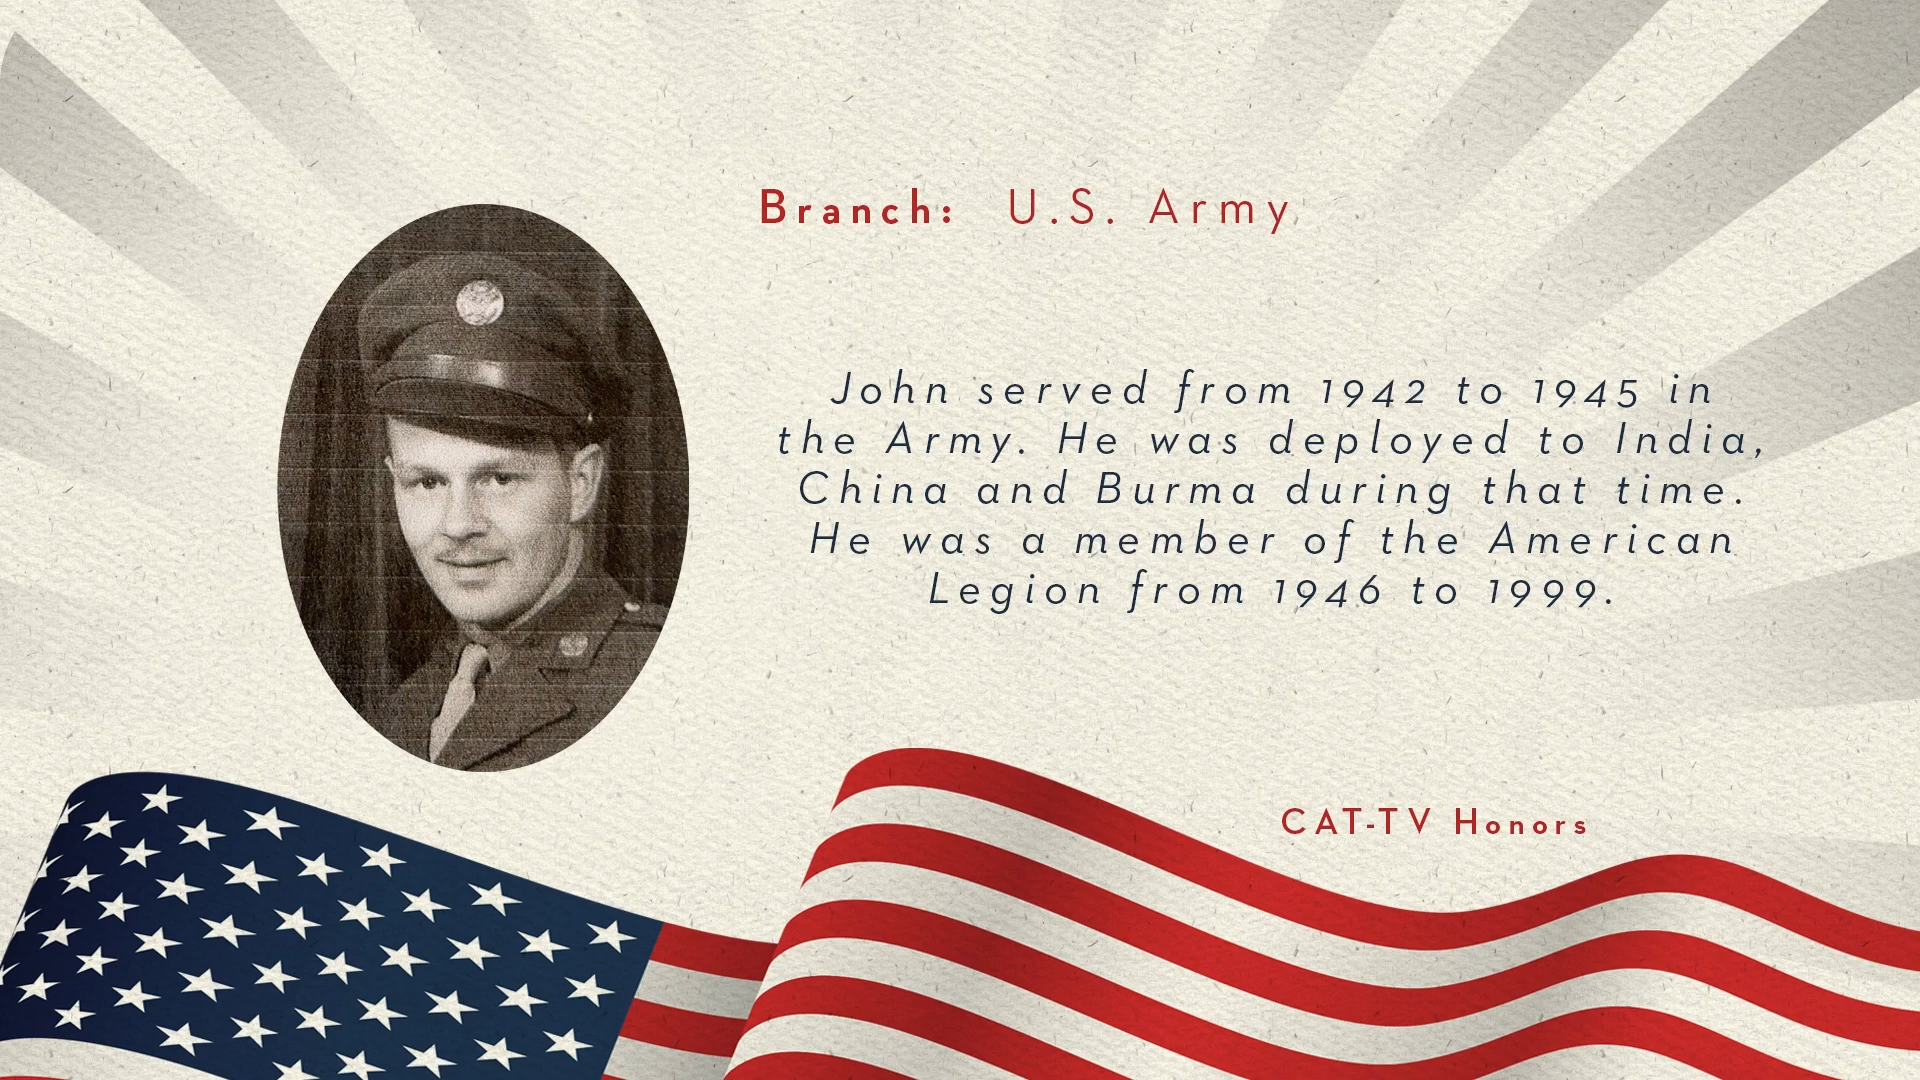 Branch: U.S. Army
John served from 1942 to 1945 in
the Army. He was deployed to India,
China and Burma during that time.
He was a member of the American
Legion from 1946 to 1999.
CAT-TV Honors